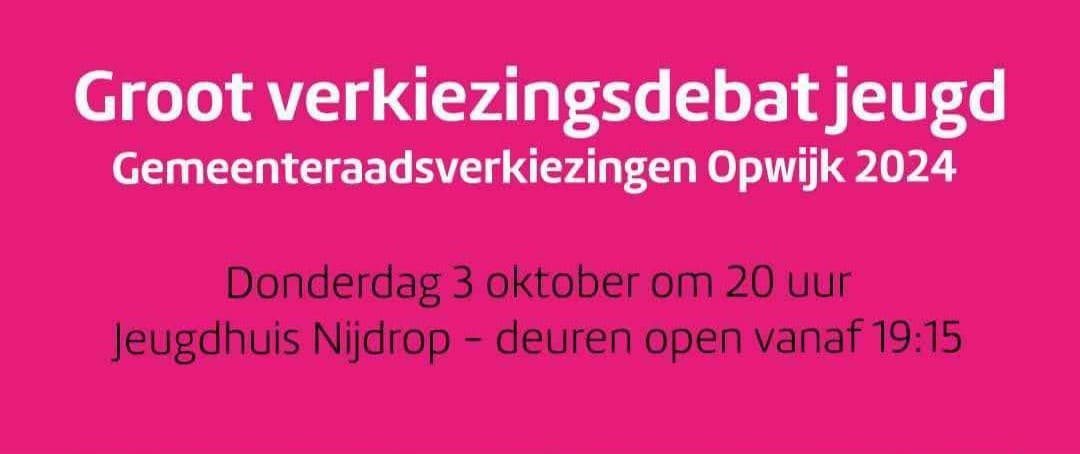 Groot verkiezingsdebat jeugd
Gemeenteraadsverkiezingen Opwijk 2024
Donderdag 3 oktober om 20 uur
Jeugdhuis Nijdrop - deuren open vanaf 19:15